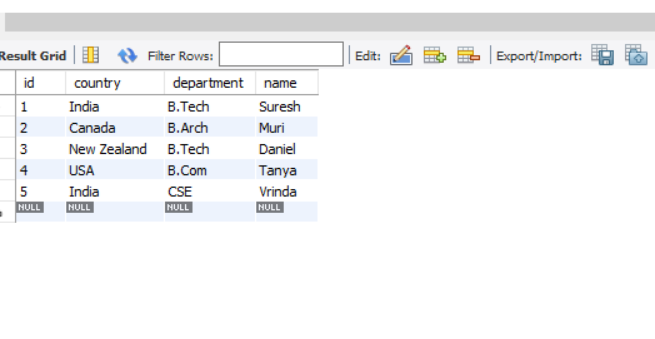 Result Grid Filter Rows: Edit: Export/Import:
id country department name
1 India B.Tech Suresh
2 Canada B.Arch Muri
3 New Zealand B.Tech Daniel
4 USA B.Com Tanya
5 India CSE Vrinda
NULL NULL NULL NULL